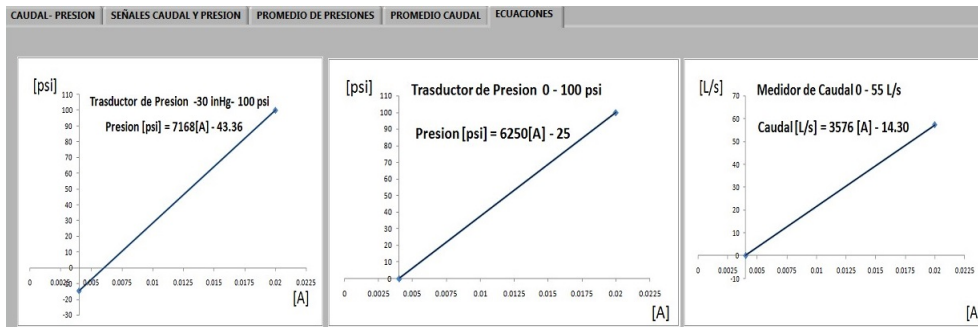 CAUDAL- PRESION SEÑALES CAUDAL Y PRESION PROMEDIO DE PRESIONES PROMEDIO CAUDAL ECUACIONES
[psi]
Trasductor de Presion -30 inHg- 100 psi
Presion [psi] = 7168[A] - 43.36
110
100
90
80
70
60
50
40
30
20
10
0
-10
-20
-30
0 0.0025 0.005 0.0075 0.01 0.0125 0.015 0.0175 0.02 0.0225
[A]
[psi]
Trasductor de Presion 0 - 100 psi
Presion [psi] = 6250[A] - 25
110
100
90
80
70
60
50
40
30
20
10
0
0 0.0025 0.005 0.0075 0.01 0.0125 0.015 0.0175 0.02 0.0225
[A]
[L/s]
Medidor de Caudal 0 - 55 L/s
Caudal [L/s] = 3576 [A] - 14.30
70
60
50
40
30
20
10
0
-10
0 0.0025 0.005 0.0075 0.01 0.0125 0.015 0.0175 0.02 0.0225
[A